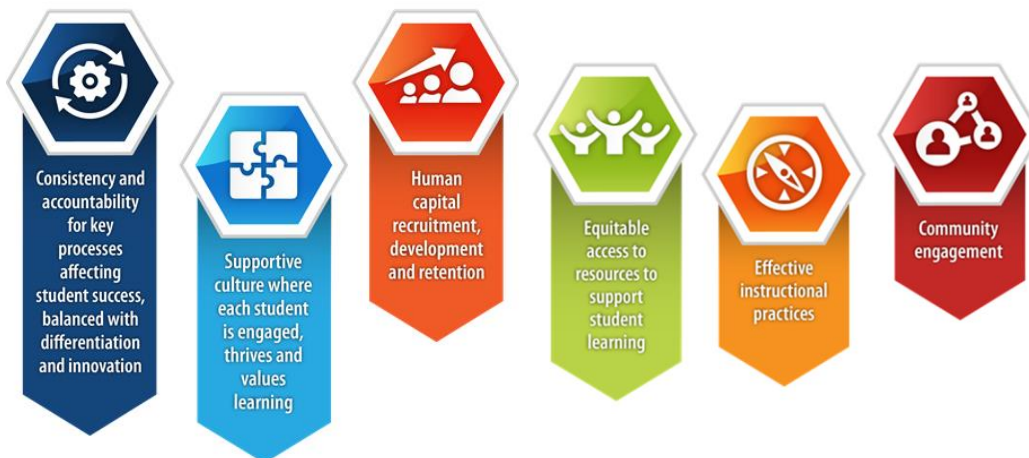 Consistency and
accountability
for key
processes
affecting
student success,
balanced with
differentiation
and innovation
Supportive
culture where
each student
is engaged,
thrives and
values
learning
Human
capital
recruitment,
development
and retention
Equitable
access to
resources to
support
student
learning
Effective
instructional
practices
Community
engagement